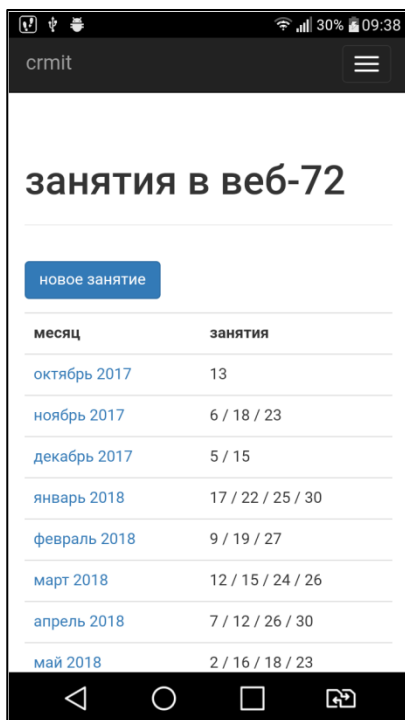 30% 09:38
crmit
занятия в веб-72
новое занятие
месяц занятия
октябрь 2017 13
ноябрь 2017 6 / 18 / 23
декабрь 2017 5 / 15
январь 2018 17 / 22 / 25 / 30
февраль 2018 9 / 19 / 27
март 2018 12 / 15 / 24 / 26
апрель 2018 7 / 12 / 26 / 30
май 2018 2 / 16 / 18 / 23